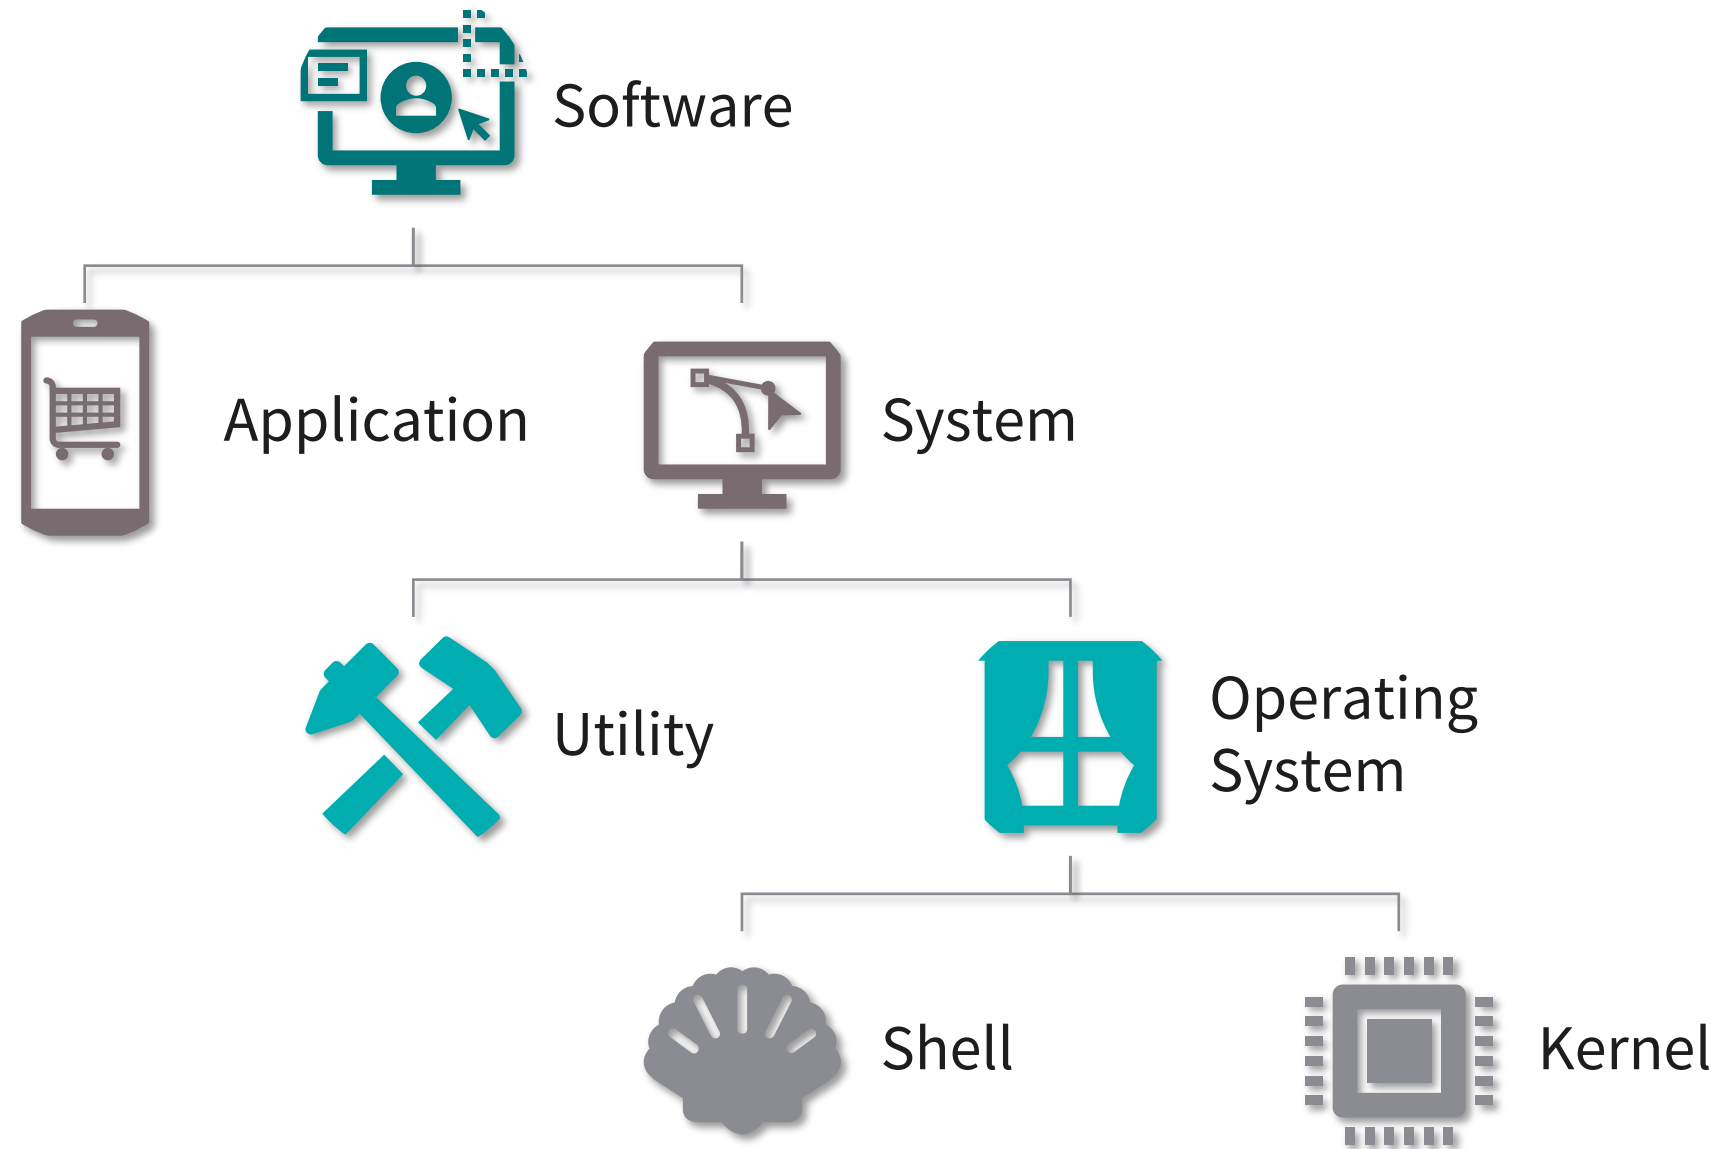 Software
Application
System
Utility
Operating
System
Shell
Kernel